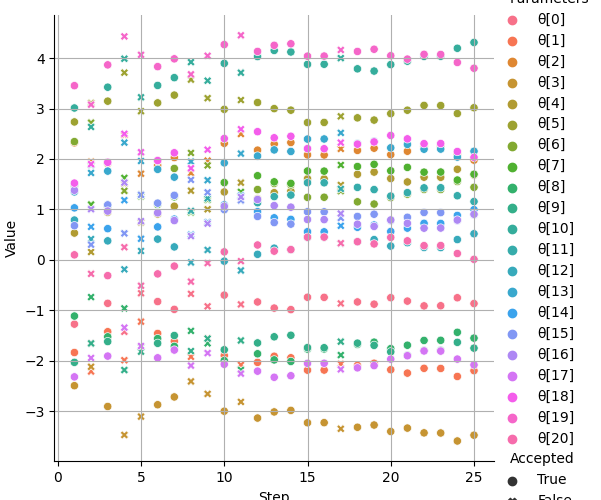 Parameters
θ[0]
θ[1]
θ[2]
θ[3]
θ[4]
θ[5]
θ[6]
θ[7]
θ[8]
θ[9]
θ[10]
θ[11]
θ[12]
θ[13]
θ[14]
θ[15]
θ[16]
θ[17]
θ[18]
θ[19]
θ[20]
Accepted
True
False
Value
4
3
2
1
0
−1
−2
−3
0
5
10
15
20
25
Step